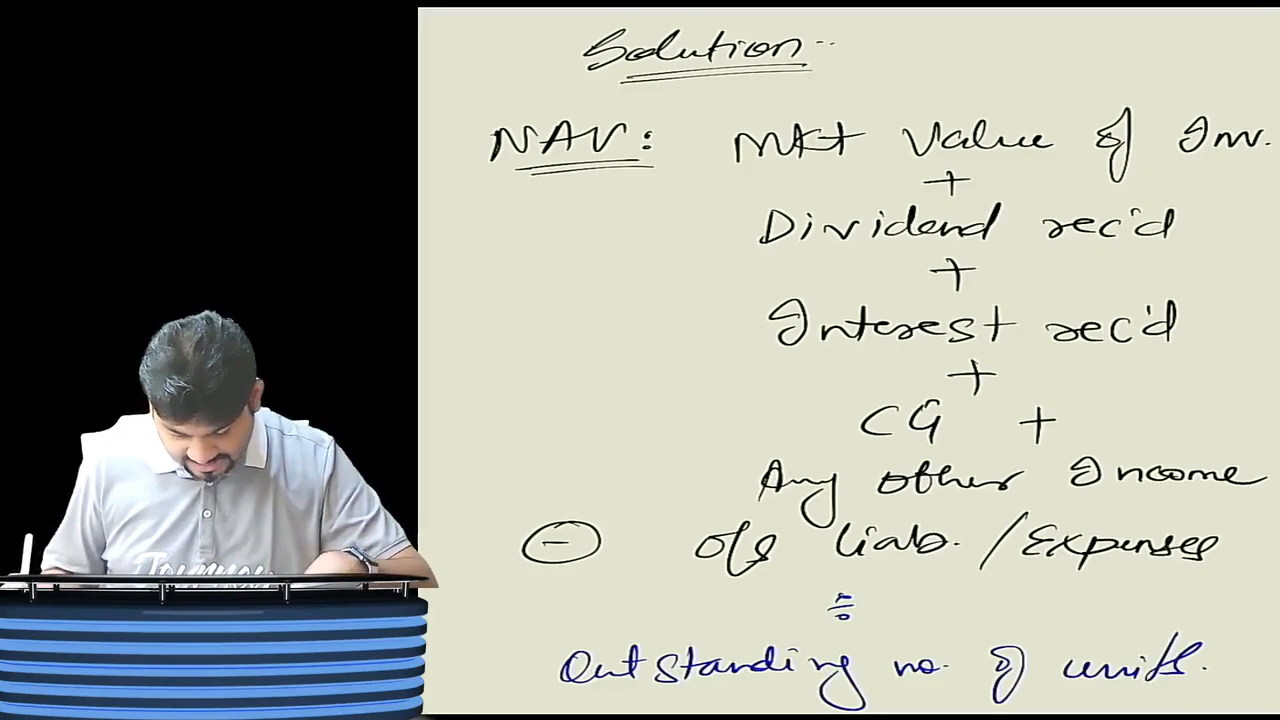 Solution..
NAV: Mkt Value of Inv.
+
Dividend rec'd
+
Interest rec'd
+
CG +
Any other Income
(-) o/s liab. /Expenses
÷
Outstanding no. of units.